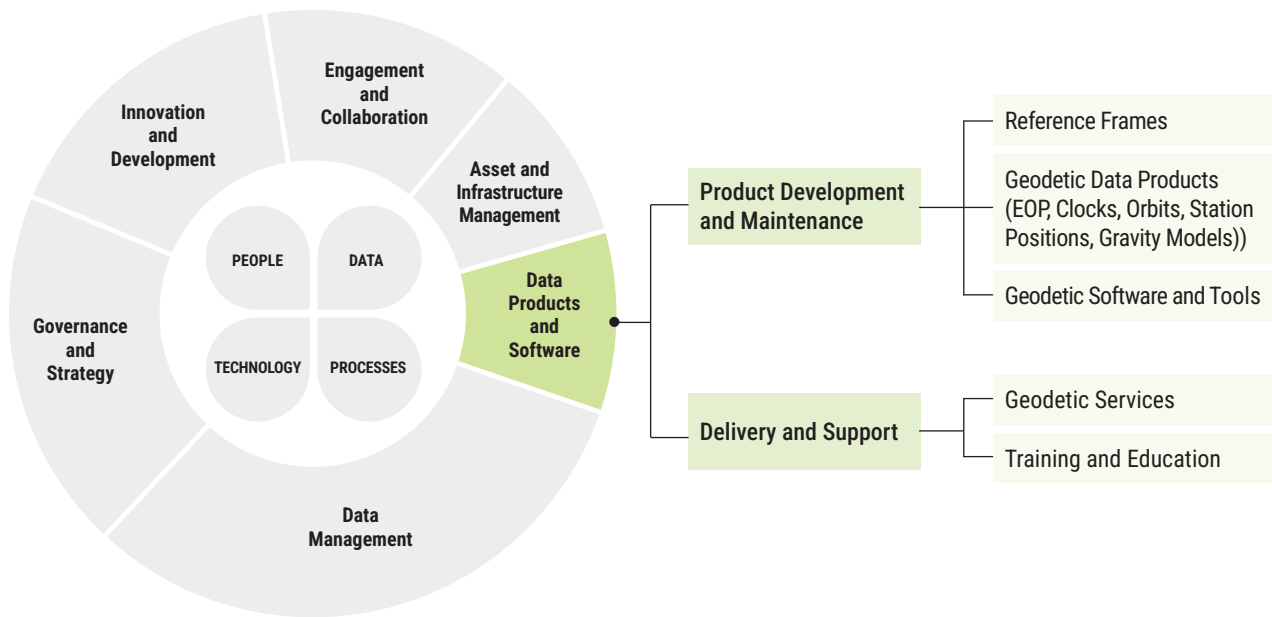 Engagement
and
Collaboration
Innovation
and
Development
Asset and
Infrastructure
Management
PEOPLE
DATA
TECHNOLOGY
PROCESSES
Data
Products
and
Software
Governance
and
Strategy
Data
Management
Product Development
and Maintenance
Reference Frames
Geodetic Data Products
(EOP, Clocks, Orbits, Station
Positions, Gravity Models))
Geodetic Software and Tools
Delivery and Support
Geodetic Services
Training and Education